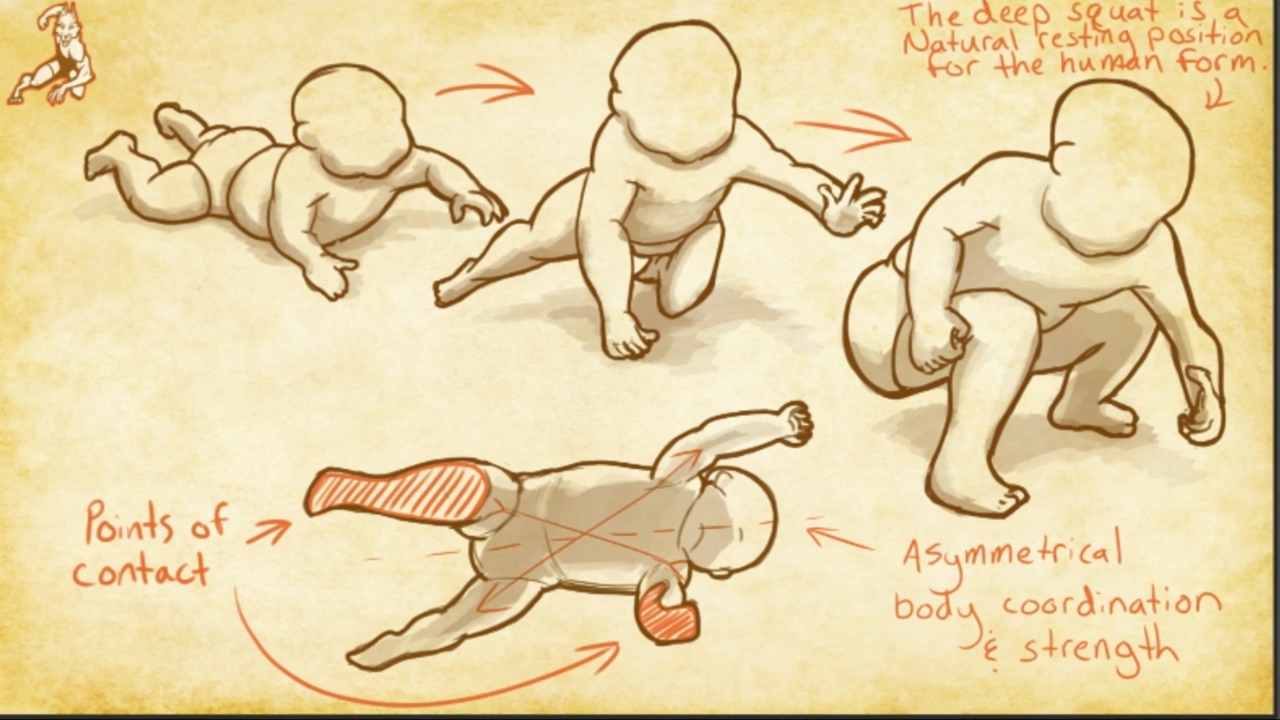 The deep squat is a
Natural resting position
for the human form.
Points of
contact
Asymmetrical
body coordination
& strength